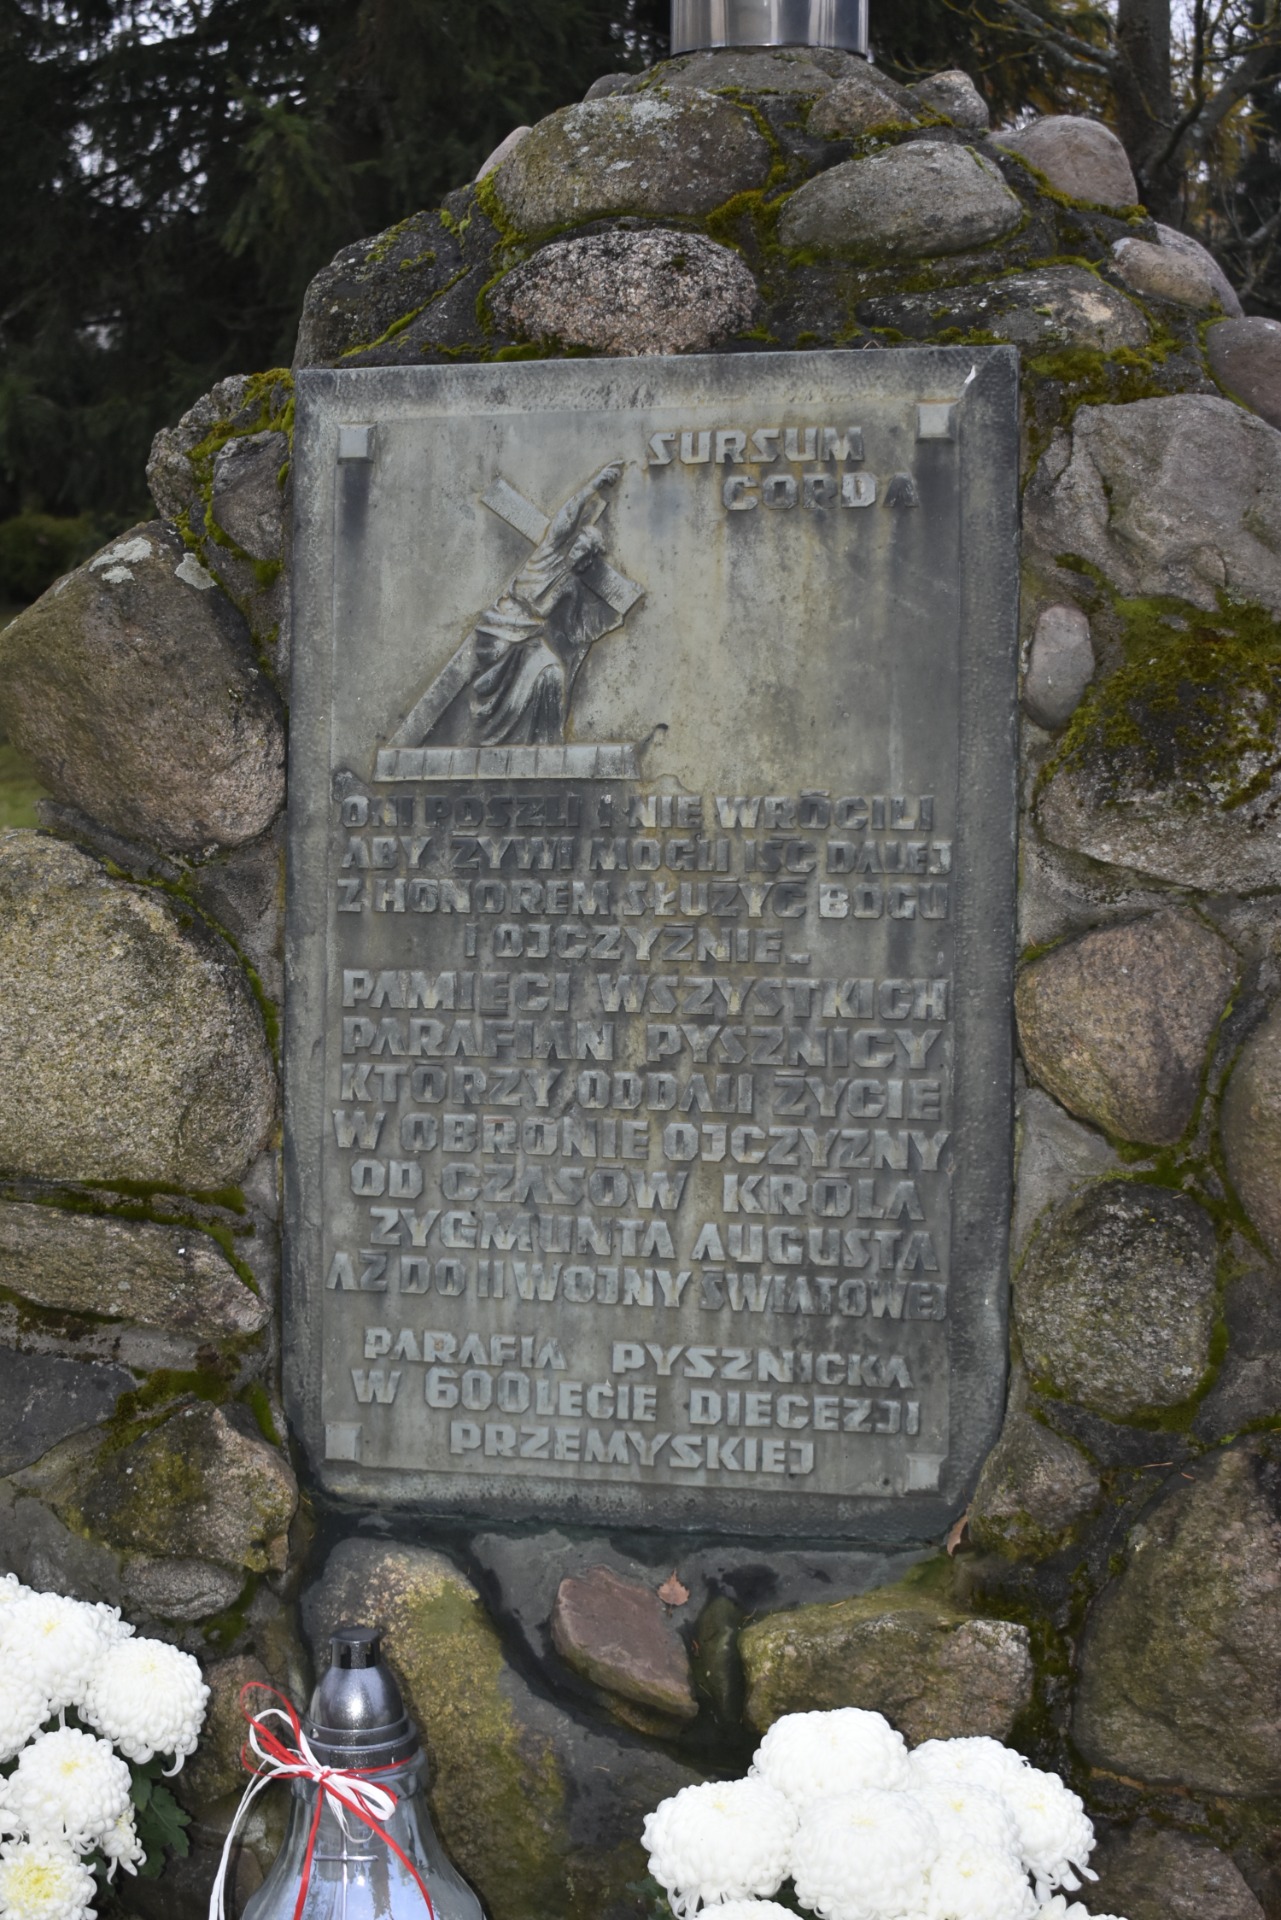 SURSUM
CORDA
ONI POSZLI I NIE WRÓCILI
ABY ŻYWI MOGLI IŚĆ DALEJ
Z HONOREM SŁUŻYĆ BOGU
I OJCZYŹNIE...
PAMIĘCI WSZYSTKICH
PARAFIAN PYSZNICY
KTÓRZY ODDALI ŻYCIE
W OBRONIE OJCZYZNY
OD CZASÓW KRÓLA
ZYGMUNTA AUGUSTA
AŻ DO II WOJNY ŚWIATOWEJ
PARAFIA PYSZNICKA
W 600LECIE DIECEZJI
PRZEMYSKIEJ